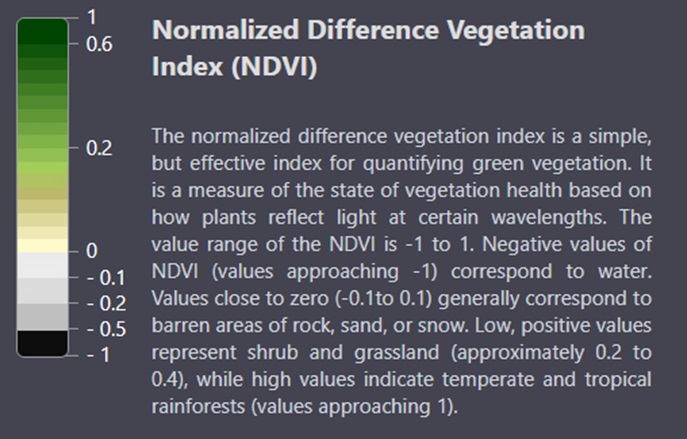 1
0.6
0.2
0
- 0.1
- 0.2
- 0.5
- 1
Normalized Difference Vegetation
Index (NDVI)
The normalized difference vegetation index is a simple,
but effective index for quantifying green vegetation. It
is a measure of the state of vegetation health based on
how plants reflect light at certain wavelengths. The
value range of the NDVI is -1 to 1. Negative values of
NDVI (values approaching -1) correspond to water.
Values close to zero (-0.1to 0.1) generally correspond to
barren areas of rock, sand, or snow. Low, positive values
represent shrub and grassland (approximately 0.2 to
0.4), while high values indicate temperate and tropical
rainforests (values approaching 1).